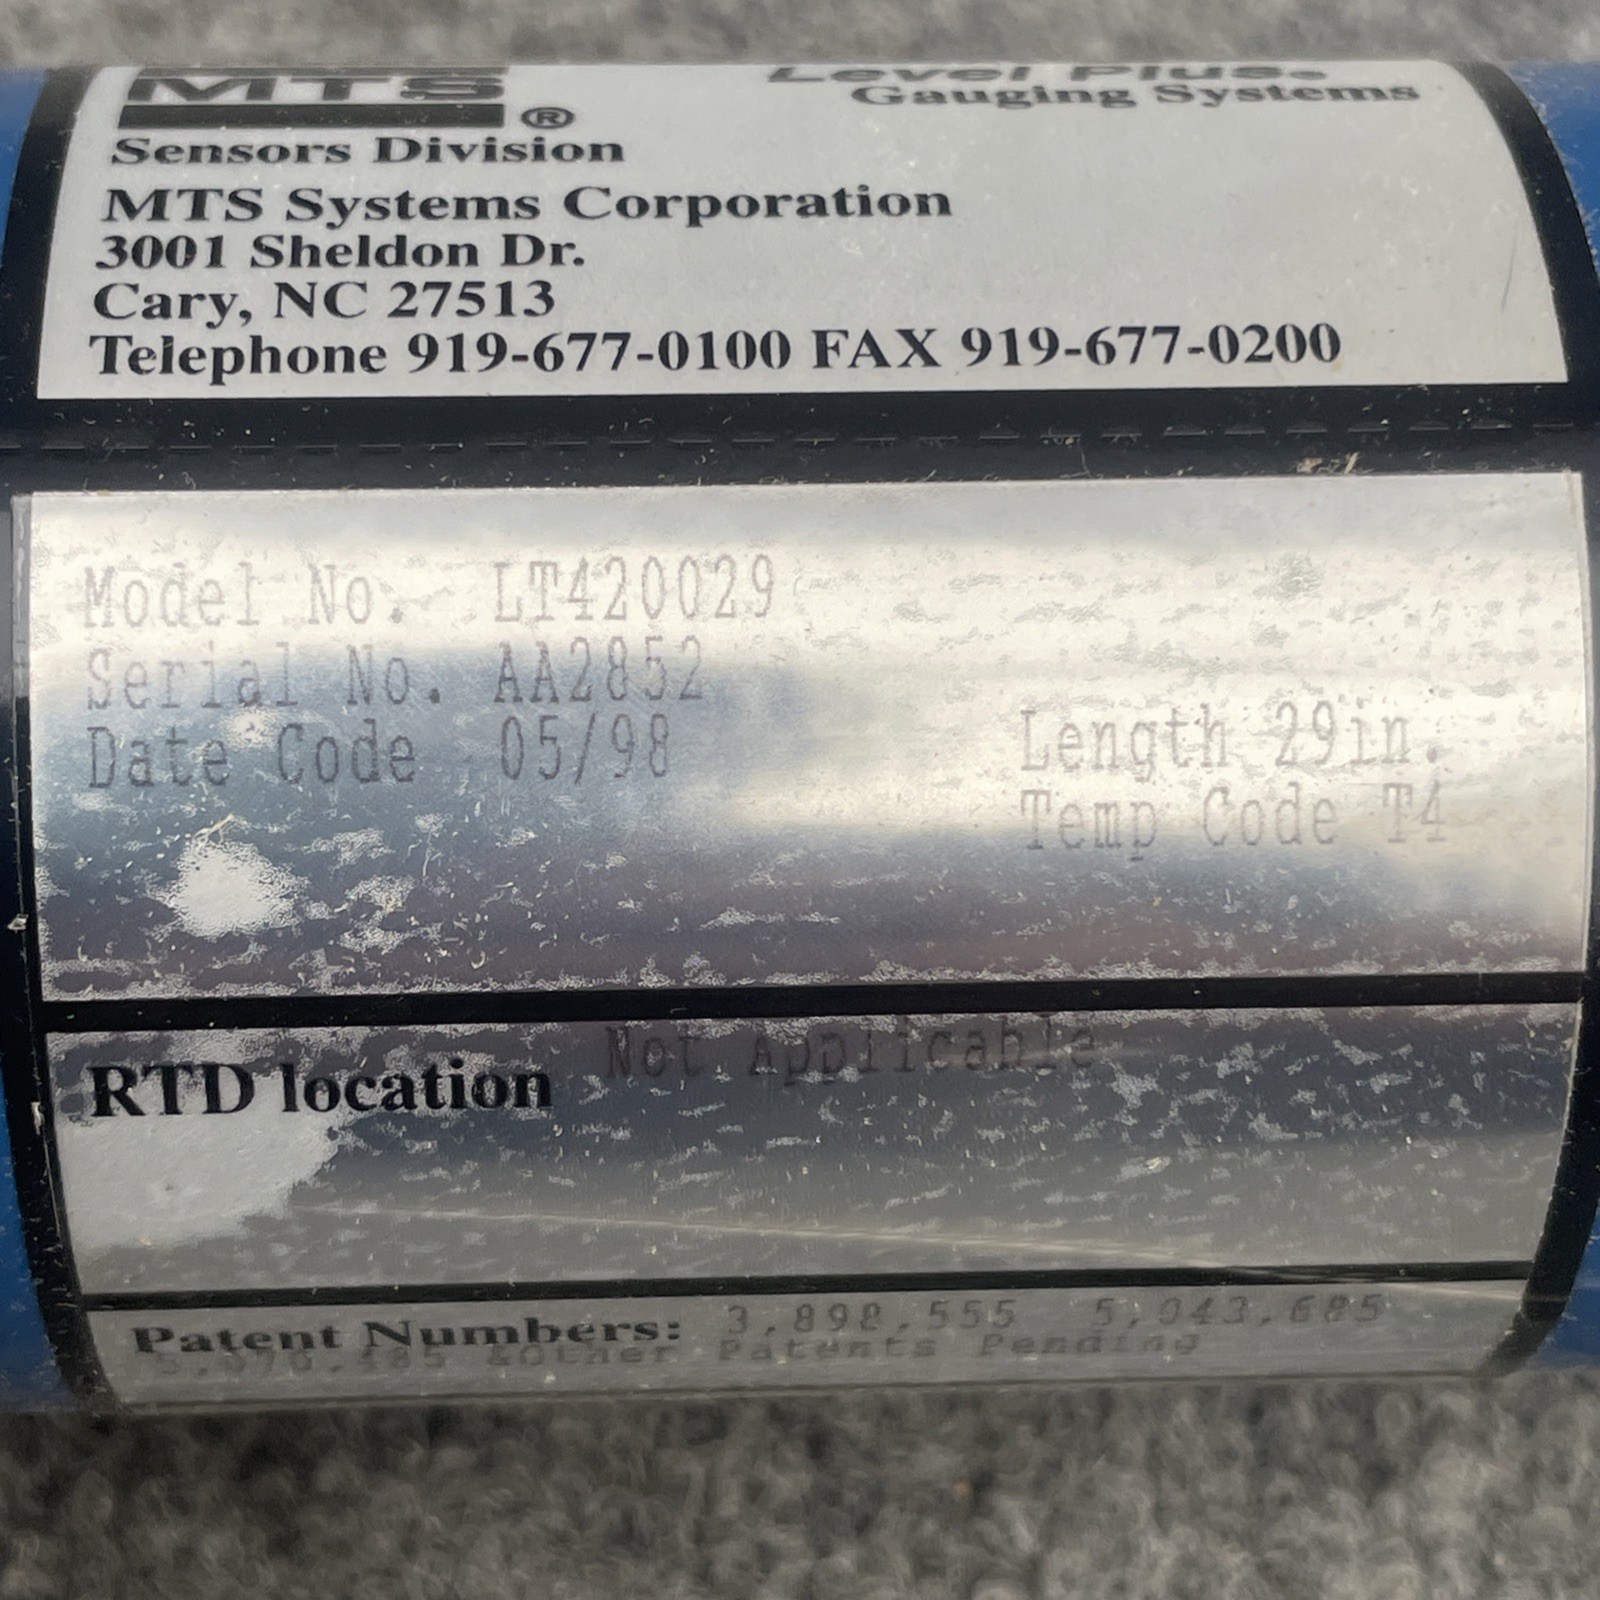 MTS ®
Level Plus®
Gauging Systems
Sensors Division
MTS Systems Corporation
3001 Sheldon Dr.
Cary, NC 27513
Telephone 919-677-0100 FAX 919-677-0200
Model No. LT420029
Serial No. AA2852
Date Code 05/98
Length 29in.
Temp Code T4
RTD location Not Applicable
Patent Numbers: 3,898,555 5,043,685
&Other Patents Pending